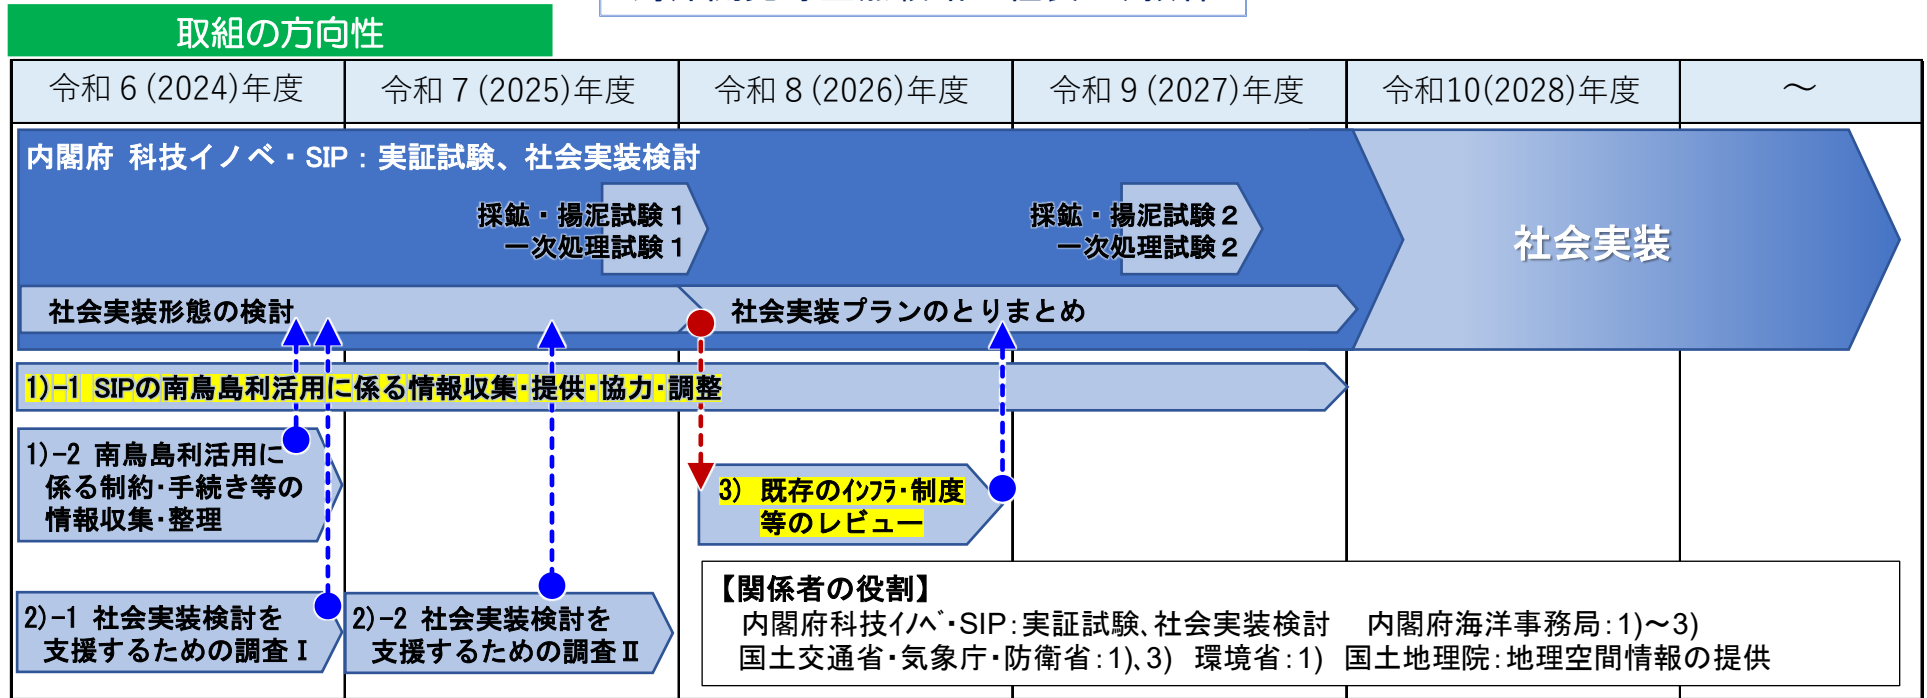 取組の方向性
令和６(2024)年度
令和７(2025)年度
令和８(2026)年度
令和９(2027)年度
令和10(2028)年度
～
内閣府 科技イノベ・SIP：実証試験、社会実装検討
採鉱・揚泥試験１
一次処理試験１
採鉱・揚泥試験２
一次処理試験２
社会実装
社会実装形態の検討
社会実装プランのとりまとめ
1)-1 SIPの南鳥島利活用に係る情報収集･提供･協力･調整
1)-2 南鳥島利活用に
係る制約･手続き等の
情報収集･整理
3) 既存のｲﾝﾌﾗ･制度
等のレビュー
2)-1 社会実装検討を
支援するための調査Ⅰ
2)-2 社会実装検討を
支援するための調査Ⅱ
【関係者の役割】
内閣府科技ｲﾉﾍﾞ･SIP：実証試験､社会実装検討　内閣府海洋事務局：1)～3)
国土交通省・気象庁・防衛省：1)､3)　環境省：1)　国土地理院：地理空間情報の提供